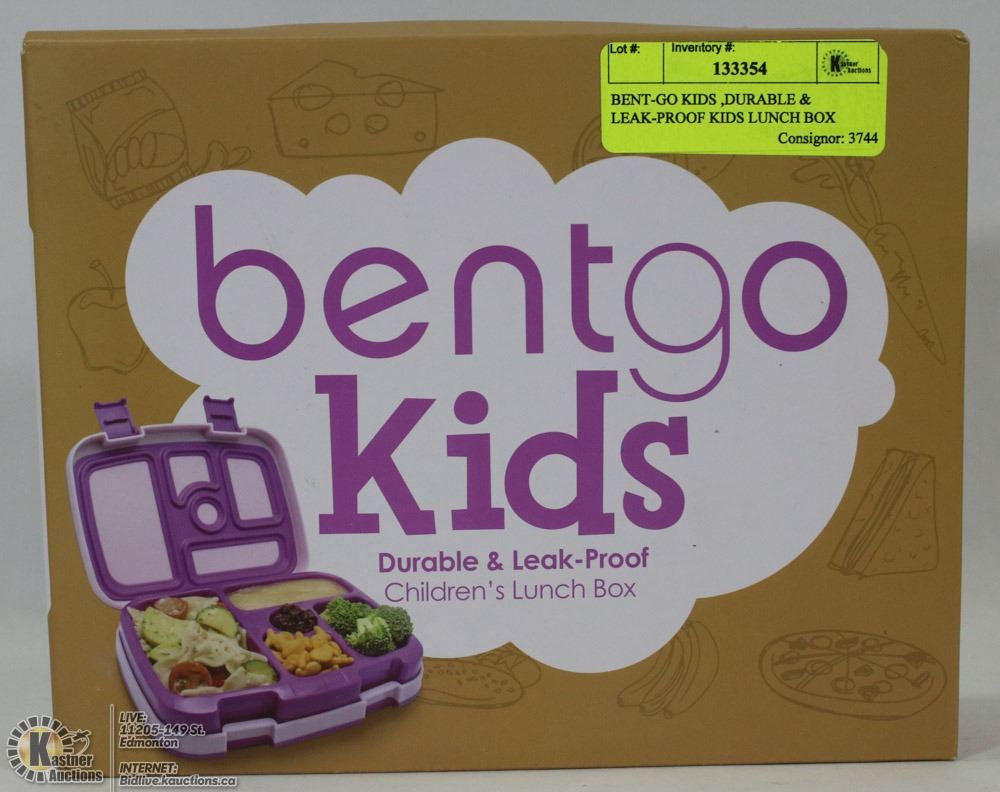 Lot #:
Inventory #:
133354
Kastner
Auctions
BENT-GO KIDS ,DURABLE &
LEAK-PROOF KIDS LUNCH BOX
Consignor: 3744
bentgo
kids
Durable & Leak-Proof
Children's Lunch Box
Kastner
Auctions
LIVE:
11205-149 St.
Edmonton
INTERNET:
Bidlive.kauctions.ca